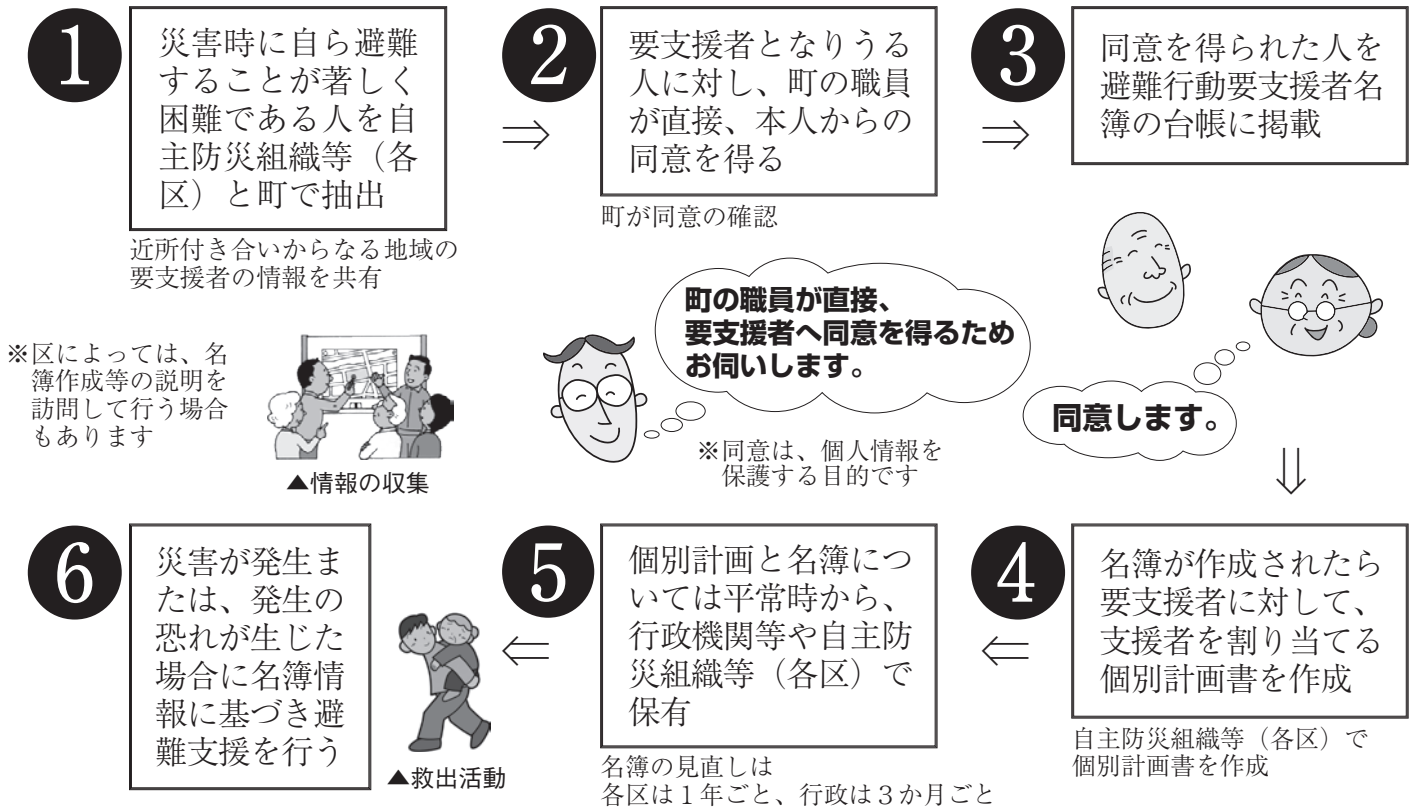 1
災害時に自ら避難
することが著しく
困難である人を自
主防災組織等（各
区）と町で抽出
近所付き合いからなる地域の
要支援者の情報を共有
※区によっては、名
簿作成等の説明を
訪問して行う場合
もあります
▲情報の収集
⇒
2
要支援者となりうる
人に対し、町の職員
が直接、本人からの
同意を得る
町が同意の確認
町の職員が直接、
要支援者へ同意を得るため
お伺いします。
※同意は、個人情報を
保護する目的です
⇒
3
同意を得られた人を
避難行動要支援者名
簿の台帳に掲載
同意します。
⇓
4
名簿が作成されたら
要支援者に対して、
支援者を割り当てる
個別計画書を作成
自主防災組織等（各区）で
個別計画書を作成
⇐
5
個別計画と名簿につ
いては平常時から、
行政機関等や自主防
災組織等（各区）で
保有
名簿の見直しは
各区は１年ごと、行政は３か月ごと
⇐
6
災害が発生ま
たは、発生の
恐れが生じた
場合に名簿情
報に基づき避
難支援を行う
▲救出活動